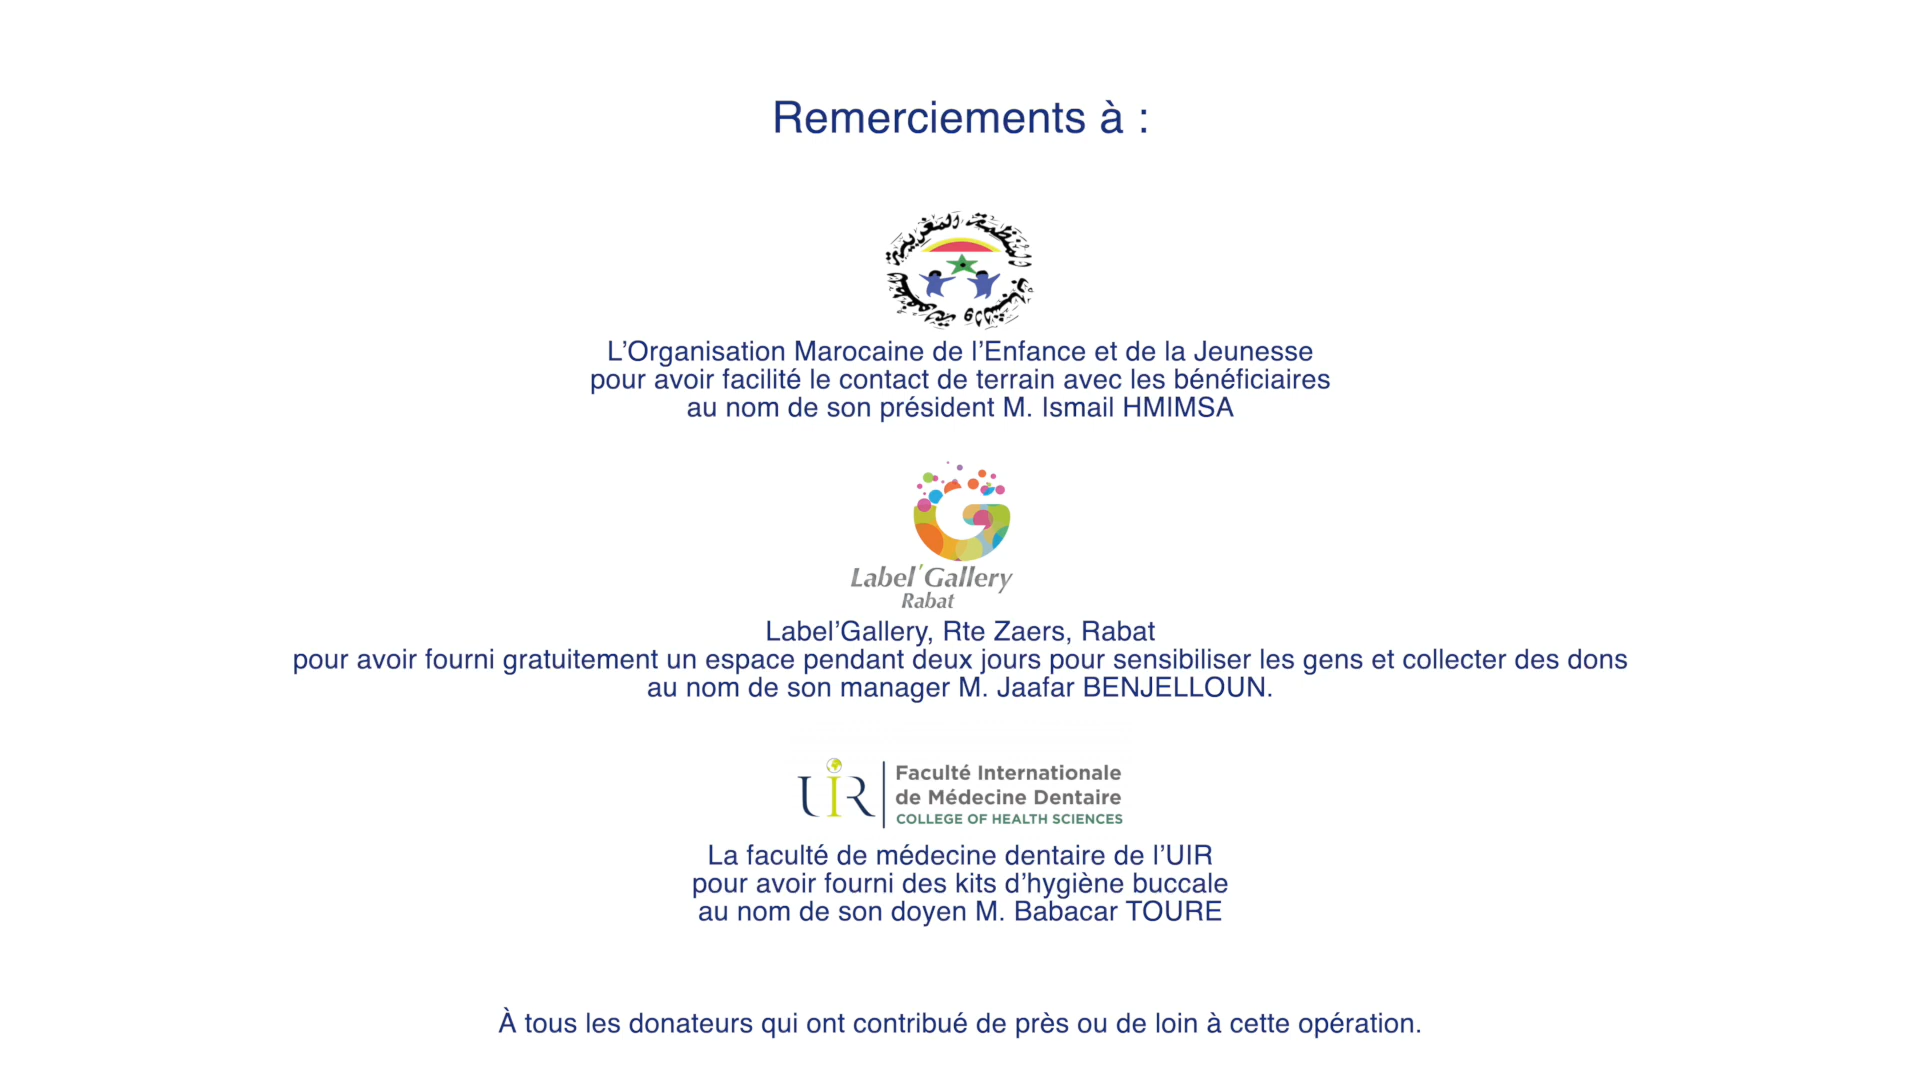 Remerciements à :
المنظمة المغربية
L’Organisation Marocaine de l’Enfance et de la Jeunesse
pour avoir facilité le contact de terrain avec les bénéficiaires
au nom de son président M. Ismail HMIMSA
Label'Gallery
Rabat
Label’Gallery, Rte Zaers, Rabat
pour avoir fourni gratuitement un espace pendant deux jours pour sensibiliser les gens et collecter des dons
au nom de son manager M. Jaafar BENJELLOUN.
UIR
Faculté Internationale
de Médecine Dentaire
COLLEGE OF HEALTH SCIENCES
La faculté de médecine dentaire de l’UIR
pour avoir fourni des kits d’hygiène buccale
au nom de son doyen M. Babacar TOURE
À tous les donateurs qui ont contribué de près ou de loin à cette opération.